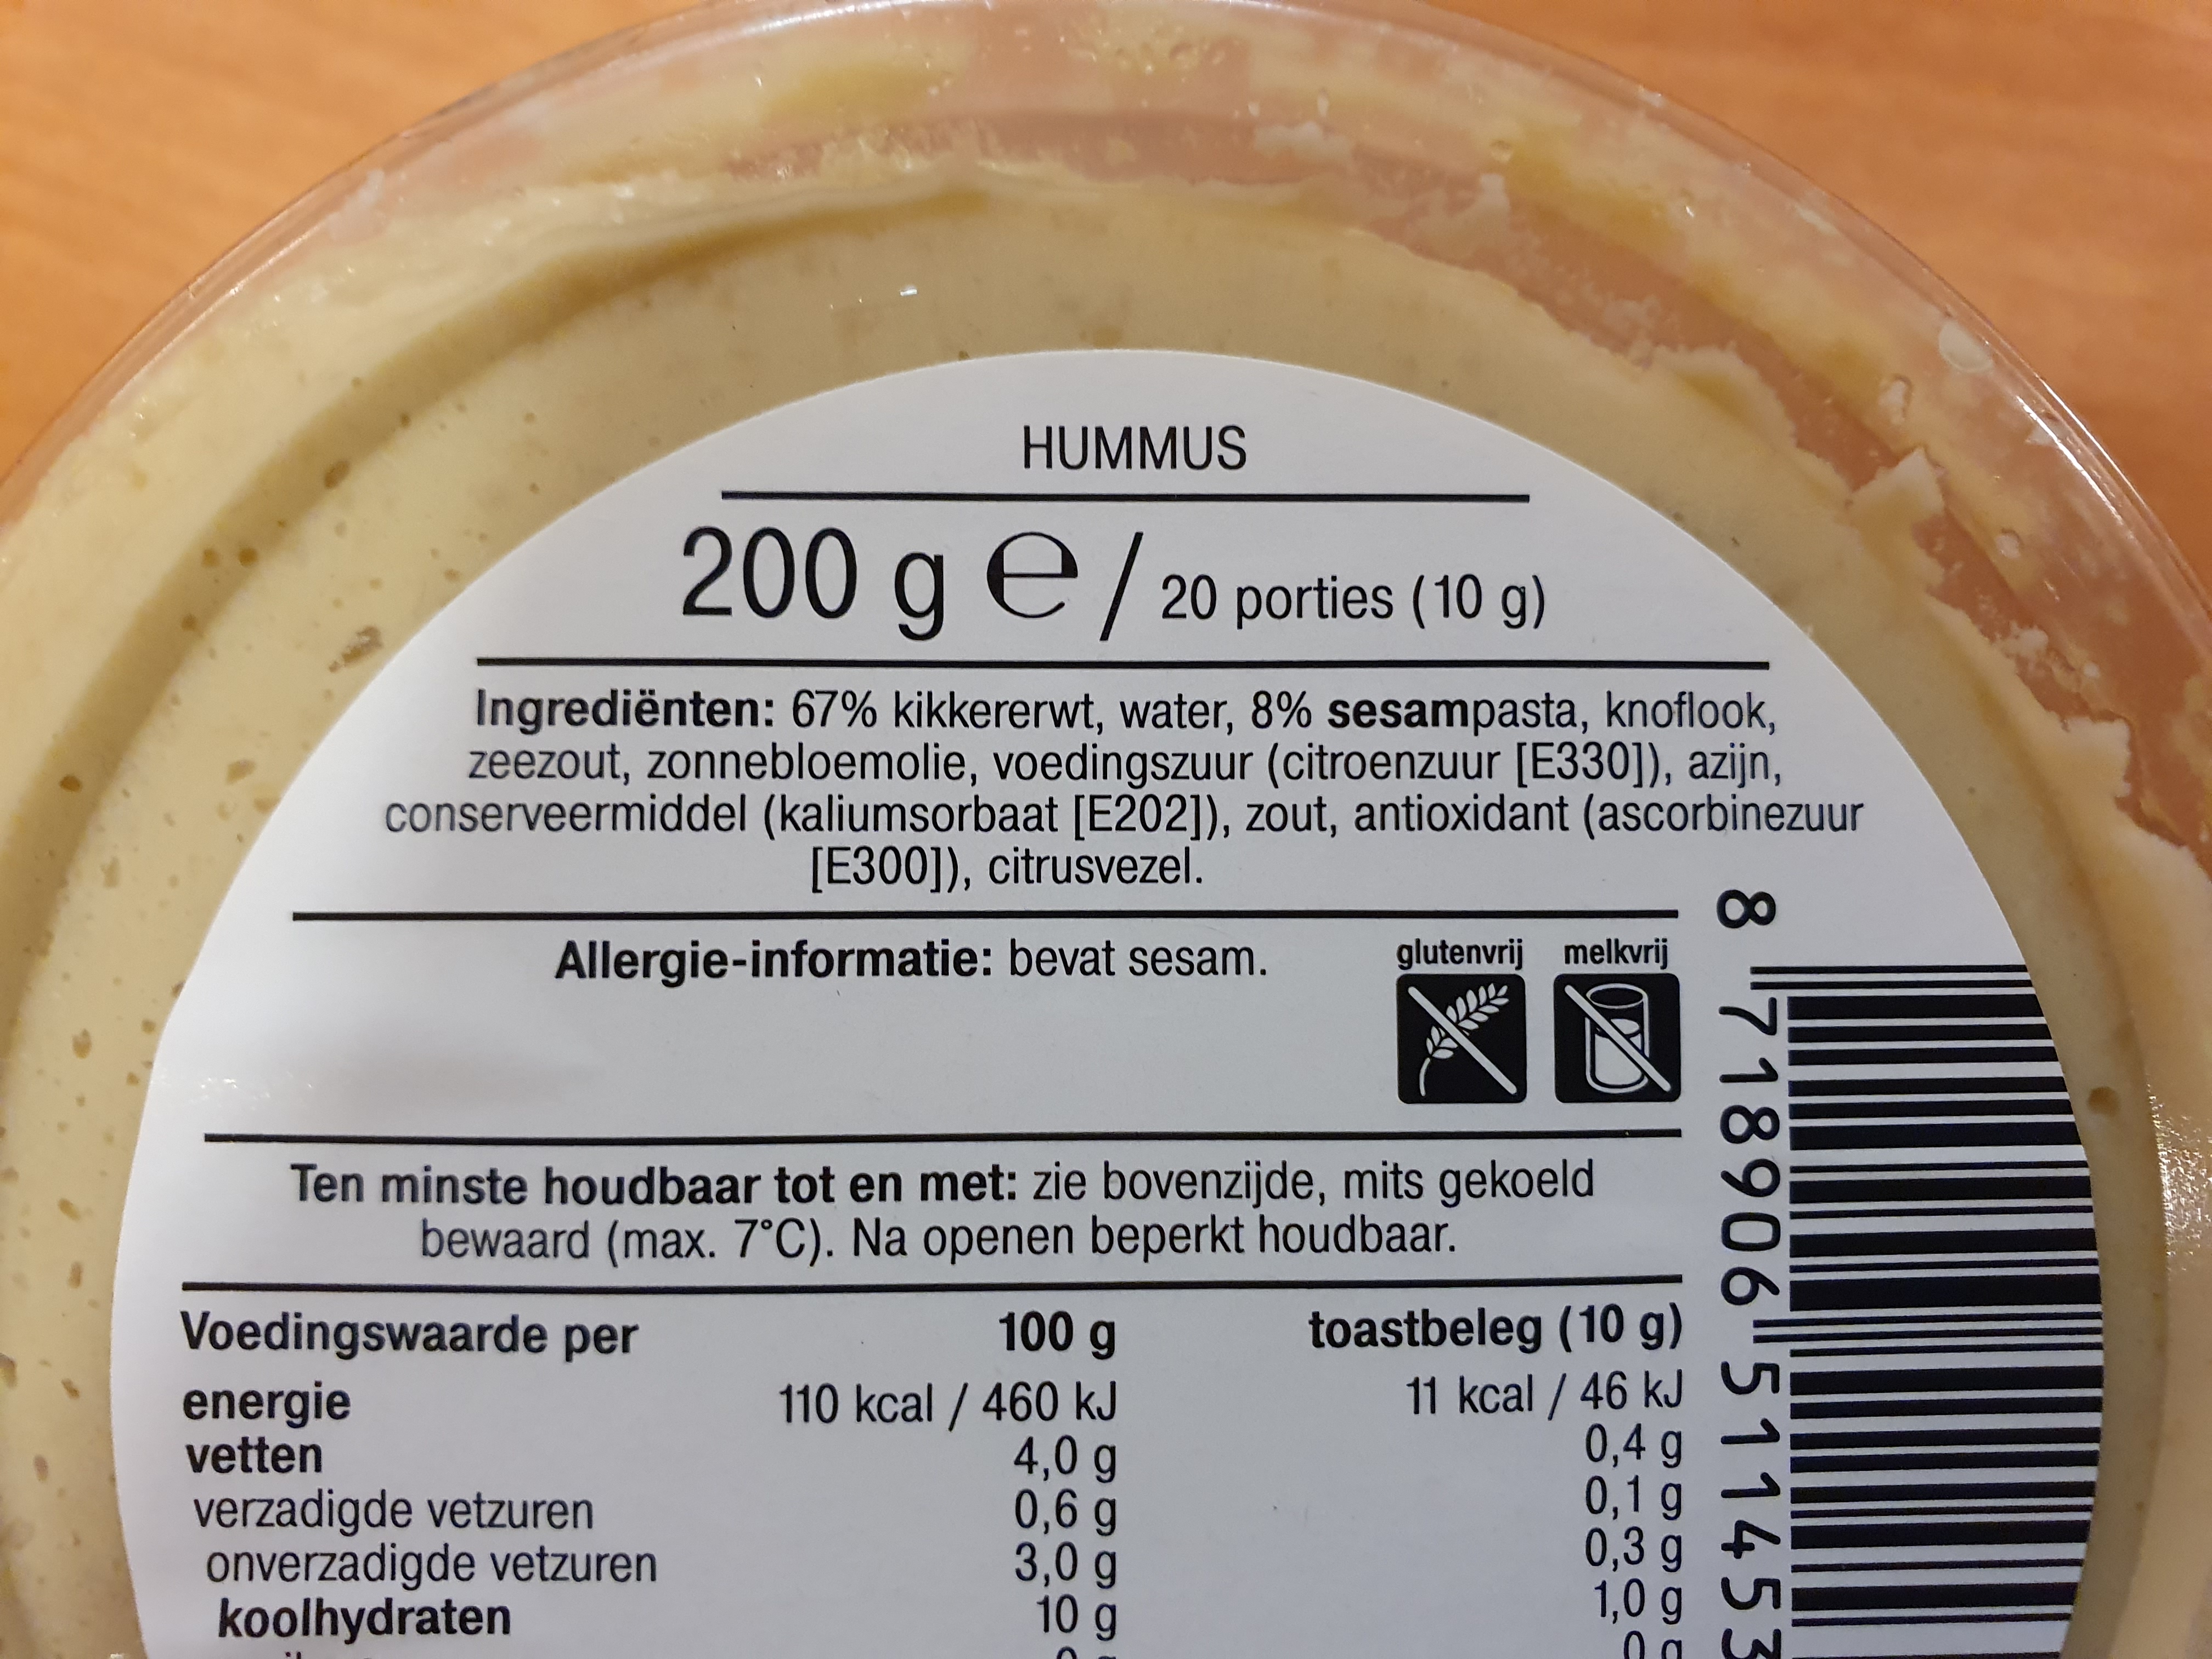 HUMMUS
200 g ℮ / 20 porties (10 g)
Ingrediënten: 67% kikkererwt, water, 8% sesampasta, knoflook,
zeezout, zonnebloemolie, voedingszuur (citroenzuur [E330]), azijn,
conserveermiddel (kaliumsorbaat [E202]), zout, antioxidant (ascorbinezuur
[E300]), citrusvezel.
Allergie-informatie: bevat sesam.
glutenvrij melkvrij
Ten minste houdbaar tot en met: zie bovenzijde, mits gekoeld
bewaard (max. 7°C). Na openen beperkt houdbaar.
Voedingswaarde per 100 g toastbeleg (10 g)
energie 110 kcal / 460 kJ 11 kcal / 46 kJ
vetten 4,0 g 0,4 g
verzadigde vetzuren 0,6 g 0,1 g
onverzadigde vetzuren 3,0 g 0,3 g
koolhydraten 10 g 1,0 g
8 718906 511453